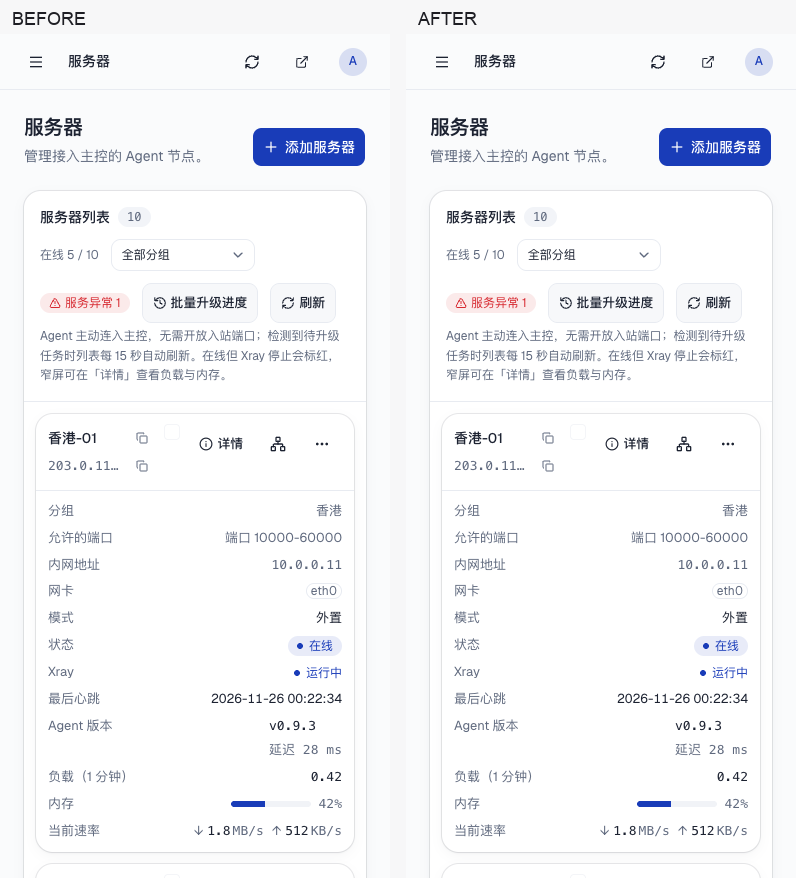 BEFORE
服务器
A
服务器
管理接入主控的 Agent 节点。
添加服务器
服务器列表 10
在线 5 / 10 全部分组
服务异常 1 批量升级进度 刷新
Agent 主动连入主控，无需开放入站端口；检测到待升级
任务时列表每 15 秒自动刷新。在线但 Xray 停止会标红，
窄屏可在「详情」查看负载与内存。
香港-01 详情
203.0.11…
分组 香港
允许的端口 端口 10000-60000
内网地址 10.0.0.11
网卡 eth0
模式 外置
状态 在线
Xray 运行中
最后心跳 2026-11-26 00:22:34
Agent 版本 v0.9.3
延迟 28 ms
负载（1 分钟） 0.42
内存 42%
当前速率 ↓ 1.8 MB/s ↑ 512 KB/s
AFTER
服务器
A
服务器
管理接入主控的 Agent 节点。
添加服务器
服务器列表 10
在线 5 / 10 全部分组
服务异常 1 批量升级进度 刷新
Agent 主动连入主控，无需开放入站端口；检测到待升级
任务时列表每 15 秒自动刷新。在线但 Xray 停止会标红，
窄屏可在「详情」查看负载与内存。
香港-01 详情
203.0.11…
分组 香港
允许的端口 端口 10000-60000
内网地址 10.0.0.11
网卡 eth0
模式 外置
状态 在线
Xray 运行中
最后心跳 2026-11-26 00:22:34
Agent 版本 v0.9.3
延迟 28 ms
负载（1 分钟） 0.42
内存 42%
当前速率 ↓ 1.8 MB/s ↑ 512 KB/s